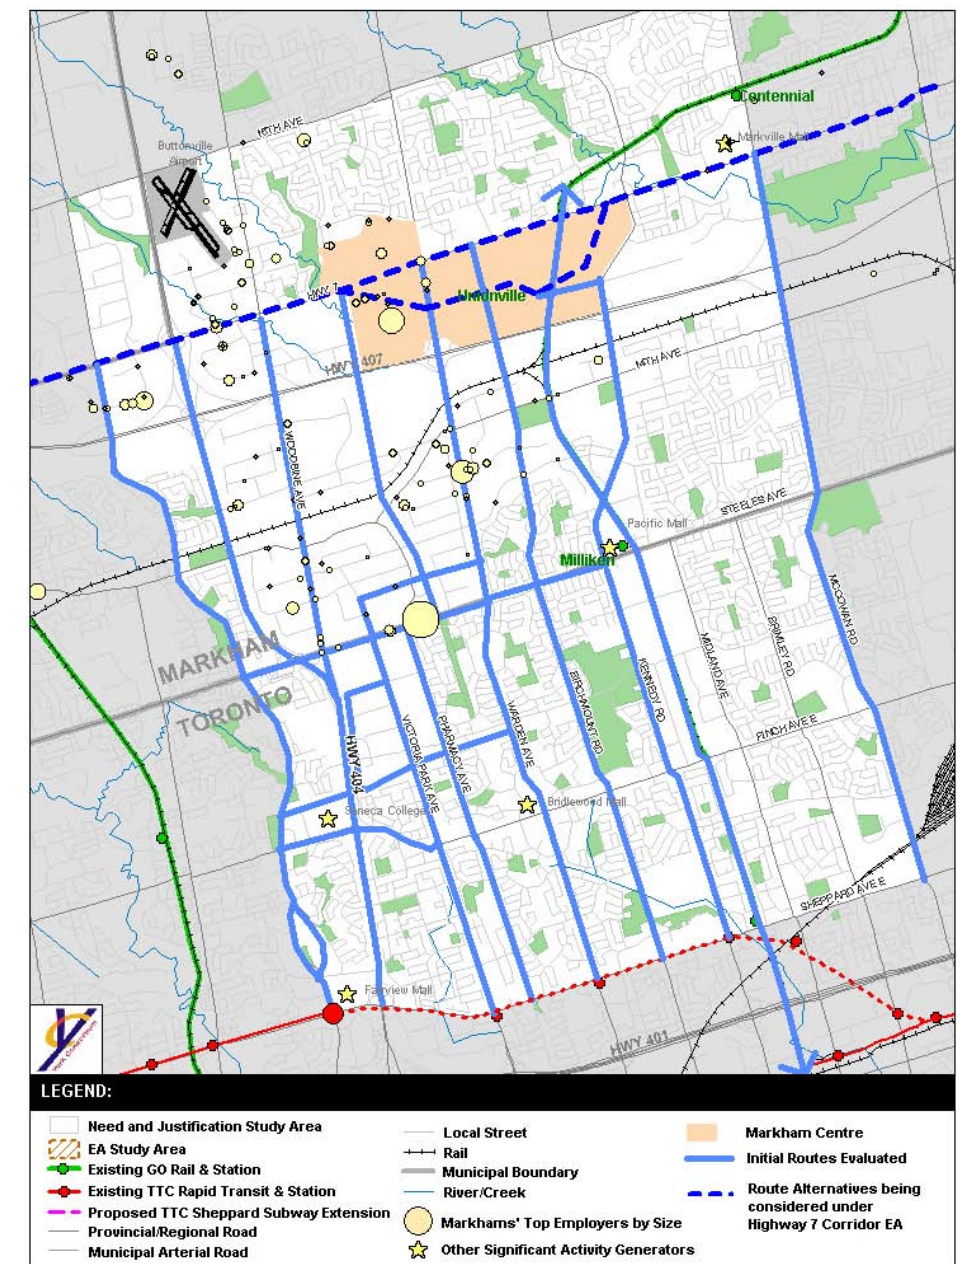 Centennial
16TH AVE
Markville Mall
Buttonville
Airport
HWY 7
Unionville
HWY 407
14TH AVE
WOODBINE AVE
STEELES AVE
Pacific Mall
Milliken
MCCOWAN RD
MARKHAM
TORONTO
BRIMLEY RD
MIDLAND AVE
KENNEDY RD
BIRCHMOUNT RD
WARDEN AVE
PHARMACY AVE
VICTORIA PARK AVE
HWY 404
FINCH AVE E
Seneca College
Bridlewood Mall
SHEPPARD AVE E
Fairview Mall
HWY 401
York Consortium
LEGEND:
Need and Justification Study Area
EA Study Area
Existing GO Rail & Station
Existing TTC Rapid Transit & Station
Proposed TTC Sheppard Subway Extension
Provincial/Regional Road
Municipal Arterial Road
Local Street
Rail
Municipal Boundary
River/Creek
Markhams' Top Employers by Size
Other Significant Activity Generators
Markham Centre
Initial Routes Evaluated
Route Alternatives being
considered under
Highway 7 Corridor EA